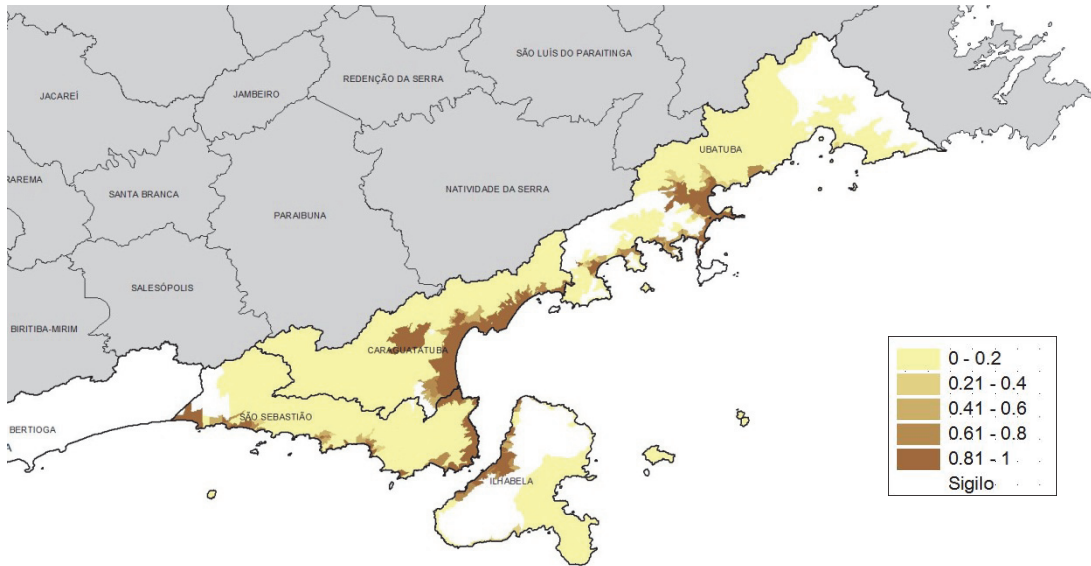 SÃO LUÍS DO PARAITINGA
REDENÇÃO DA SERRA
JACAREÍ
JAMBEIRO
UBATUBA
RAREMA
SANTA BRANCA
NATIVIDADE DA SERRA
PARAIBUNA
SALESÓPOLIS
BIRITIBA-MIRIM
CARAGUATATUBA
SÃO SEBASTIÃO
BERTIOGA
A
ILHABELA
0 - 0.2
0.21 - 0.4
0.41 - 0.6
0.61 - 0.8
0.81 - 1
Sigilo